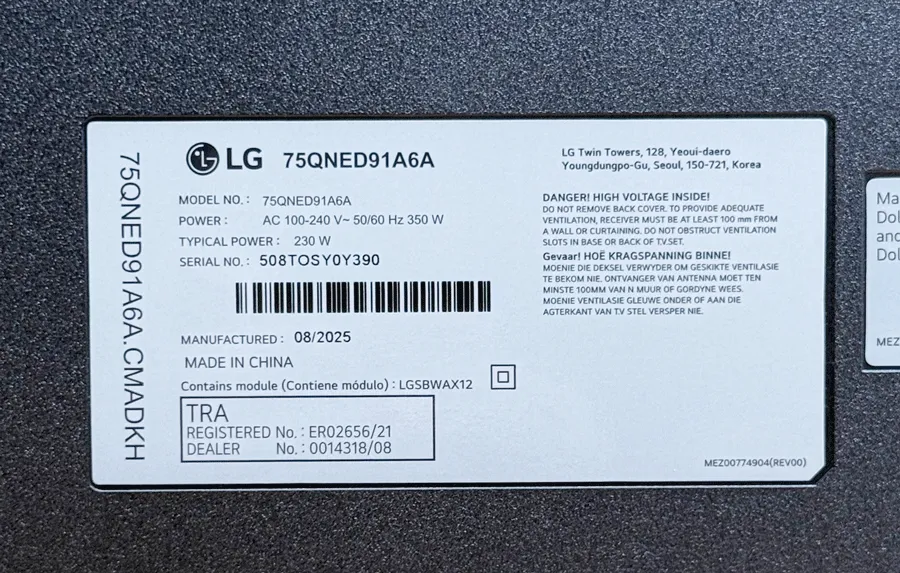 75QNED91A6A.CMADKH
LG 75QNED91A6A
MODEL NO. : 75QNED91A6A
POWER : AC 100-240 V~ 50/60 Hz 350 W
TYPICAL POWER : 230 W
SERIAL NO. : 508TOSY0Y390
MANUFACTURED : 08/2025
MADE IN CHINA
Contains module (Contiene módulo) : LGSBWAX12
TRA
REGISTERED No. : ER02656/21
DEALER No. : 0014318/08
LG Twin Towers, 128, Yeoui-daero
Youngdungpo-Gu, Seoul, 150-721, Korea
DANGER! HIGH VOLTAGE INSIDE!
DO NOT REMOVE BACK COVER. TO PROVIDE ADEQUATE
VENTILATION, RECEIVER MUST BE AT LEAST 100 mm FROM
A WALL OR CURTAINING. DO NOT OBSTRUCT VENTILATION
SLOTS IN BASE OR BACK OF TV.SET.
Gevaar! HOË KRAGSPANNING BINNE!
MOENIE DIE DEKSEL VERWYDER OM GESKIKTE VENTILASIE
TE BEKOM NIE. ONTVANGER VAN ANTENNA MOET TEN
MINSTE 100MM VAN N MUUR OF GORDYNE WEES.
MOENIE VENTILASIE GLEUWE ONDER OF AAN DIE
AGTERKANT VAN T.V STEL VERSPER NIE.
MEZ00774904(REV00)
Ma
Dol
and
Dol
MEZ